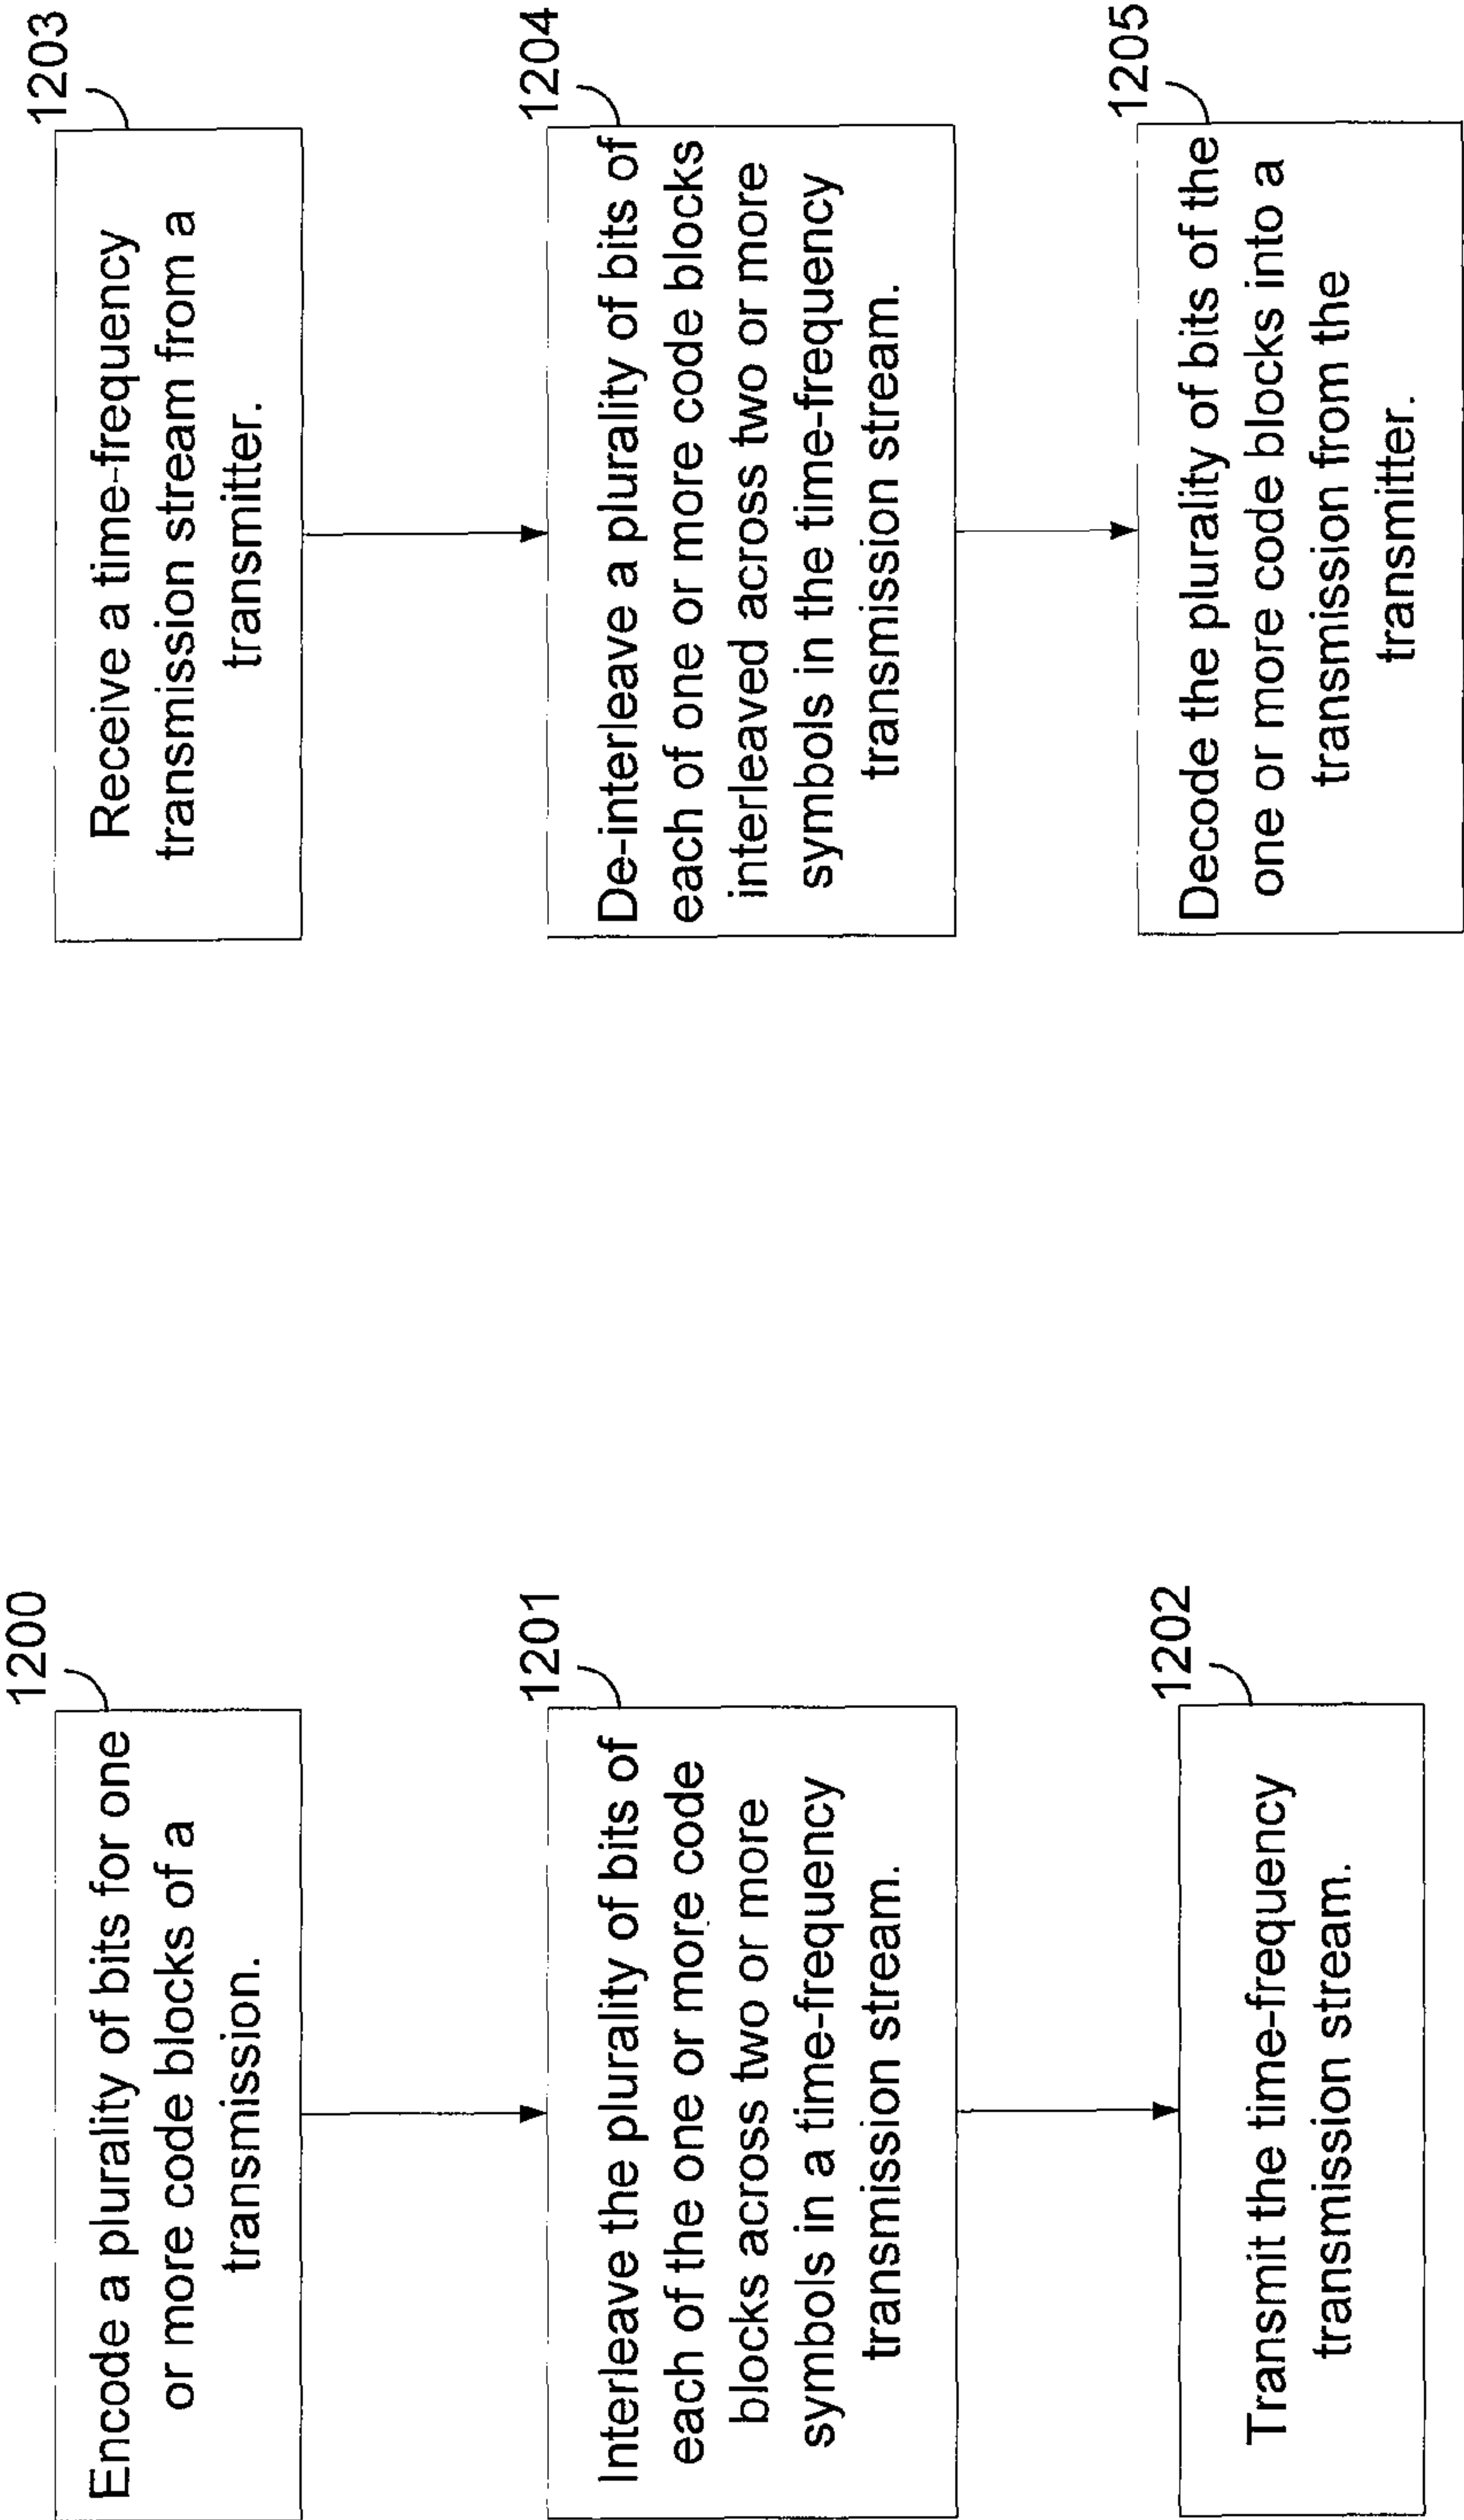 1200
Encode a plurality of bits for one
or more code blocks of a
transmission.
1201
Interleave the plurality of bits of
each of the one or more code
blocks across two or more
symbols in a time-frequency
transmission stream.
1202
Transmit the time-frequency
transmission stream.
1203
Receive a time-frequency
transmission stream from a
transmitter.
1204
De-interleave a plurality of bits of
each of one or more code blocks
interleaved across two or more
symbols in the time-frequency
transmission stream.
1205
Decode the plurality of bits of the
one or more code blocks into a
transmission from the
transmitter.